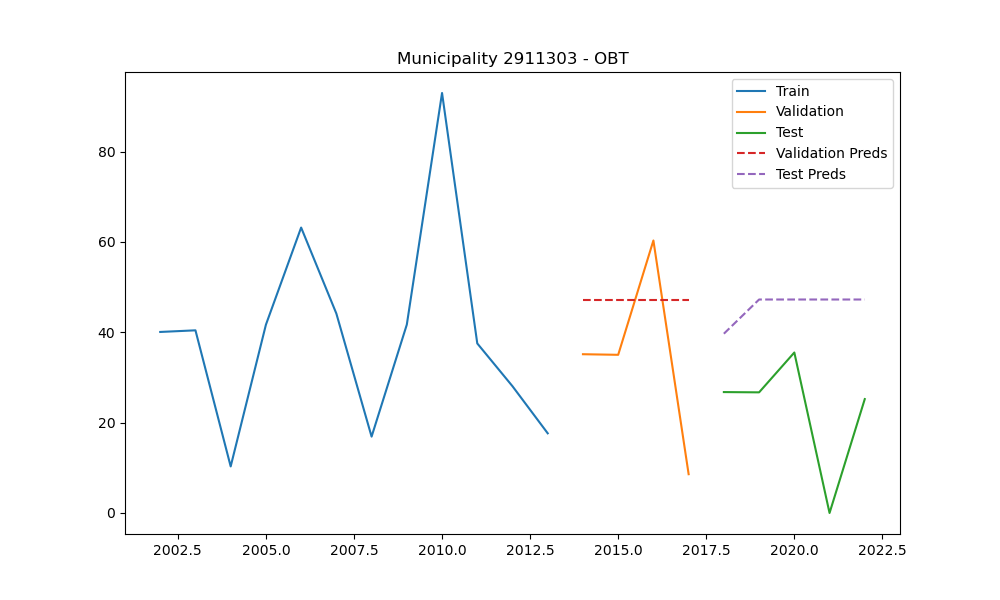 Municipality 2911303 - OBT
Train
Validation
Test
Validation Preds
Test Preds
80
60
40
20
0
2002.5 2005.0 2007.5 2010.0 2012.5 2015.0 2017.5 2020.0 2022.5